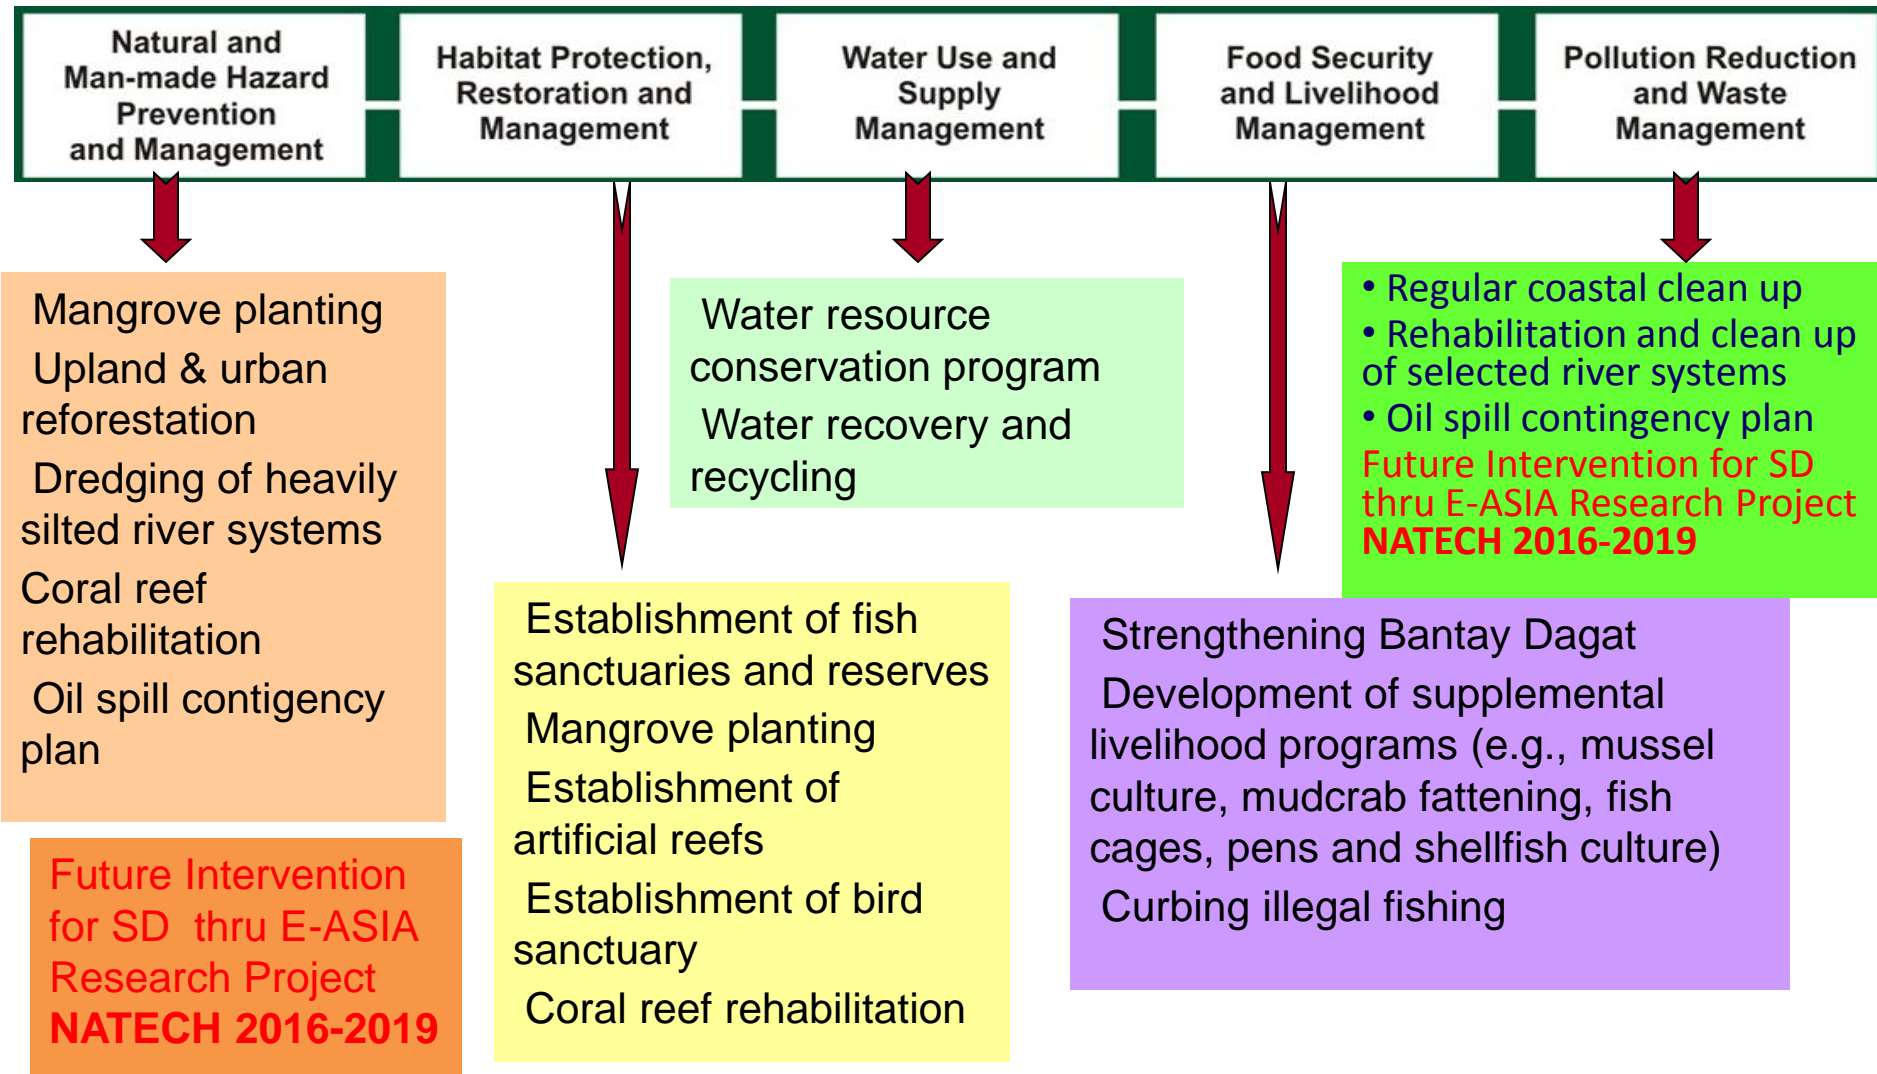 Natural and
Man-made Hazard
Prevention
and Management
Habitat Protection,
Restoration and
Management
Water Use and
Supply
Management
Food Security
and Livelihood
Management
Pollution Reduction
and Waste
Management
Mangrove planting
Upland & urban
reforestation
Dredging of heavily
silted river systems
Coral reef
rehabilitation
Oil spill contigency
plan
Future Intervention
for SD thru E-ASIA
Research Project
NATECH 2016-2019
Establishment of fish
sanctuaries and reserves
Mangrove planting
Establishment of
artificial reefs
Establishment of bird
sanctuary
Coral reef rehabilitation
Water resource
conservation program
Water recovery and
recycling
Strengthening Bantay Dagat
Development of supplemental
livelihood programs (e.g., mussel
culture, mudcrab fattening, fish
cages, pens and shellfish culture)
Curbing illegal fishing
• Regular coastal clean up
• Rehabilitation and clean up
of selected river systems
• Oil spill contingency plan
Future Intervention for SD
thru E-ASIA Research Project
NATECH 2016-2019